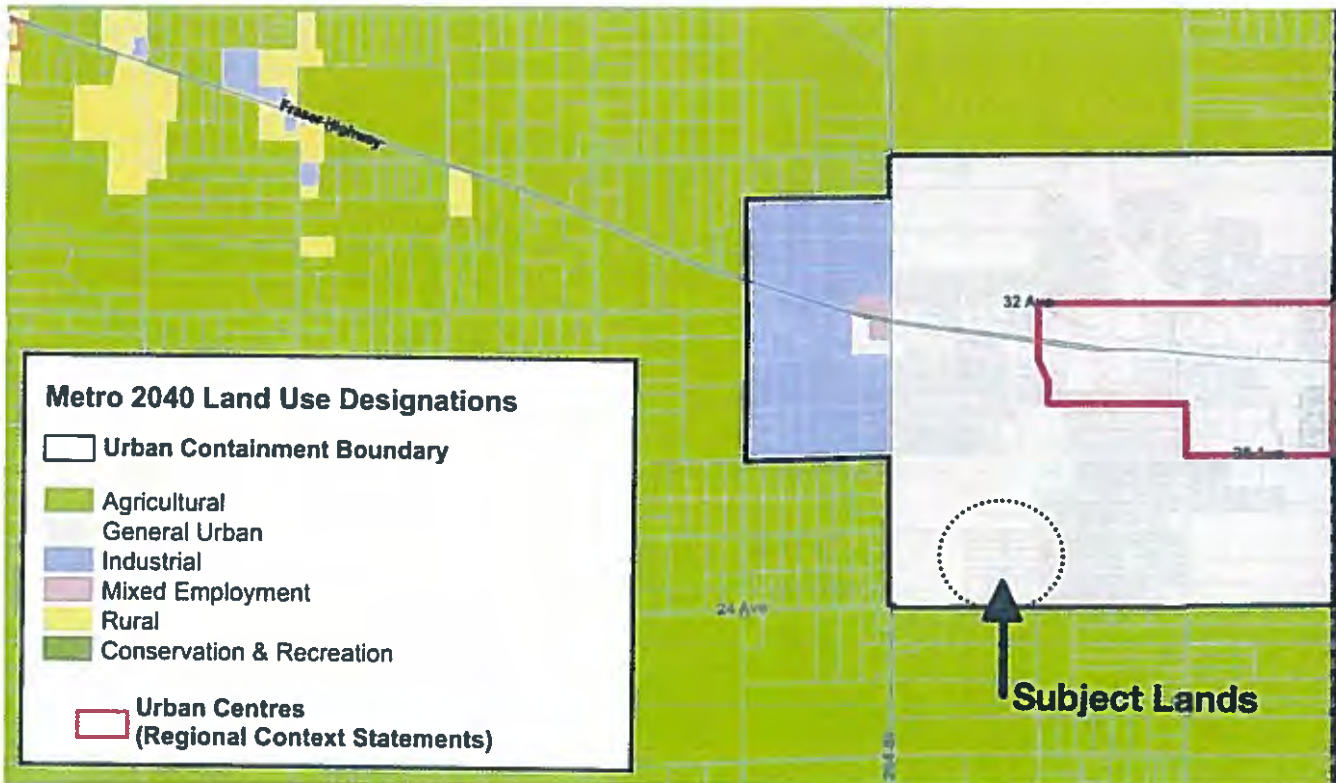 Fraser Highway
32 Ave
Metro 2040 Land Use Designations
Urban Containment Boundary
Agricultural
General Urban
Industrial
Mixed Employment
Rural
Conservation & Recreation
Urban Centres
(Regional Context Statements)
24 Ave
Subject Lands